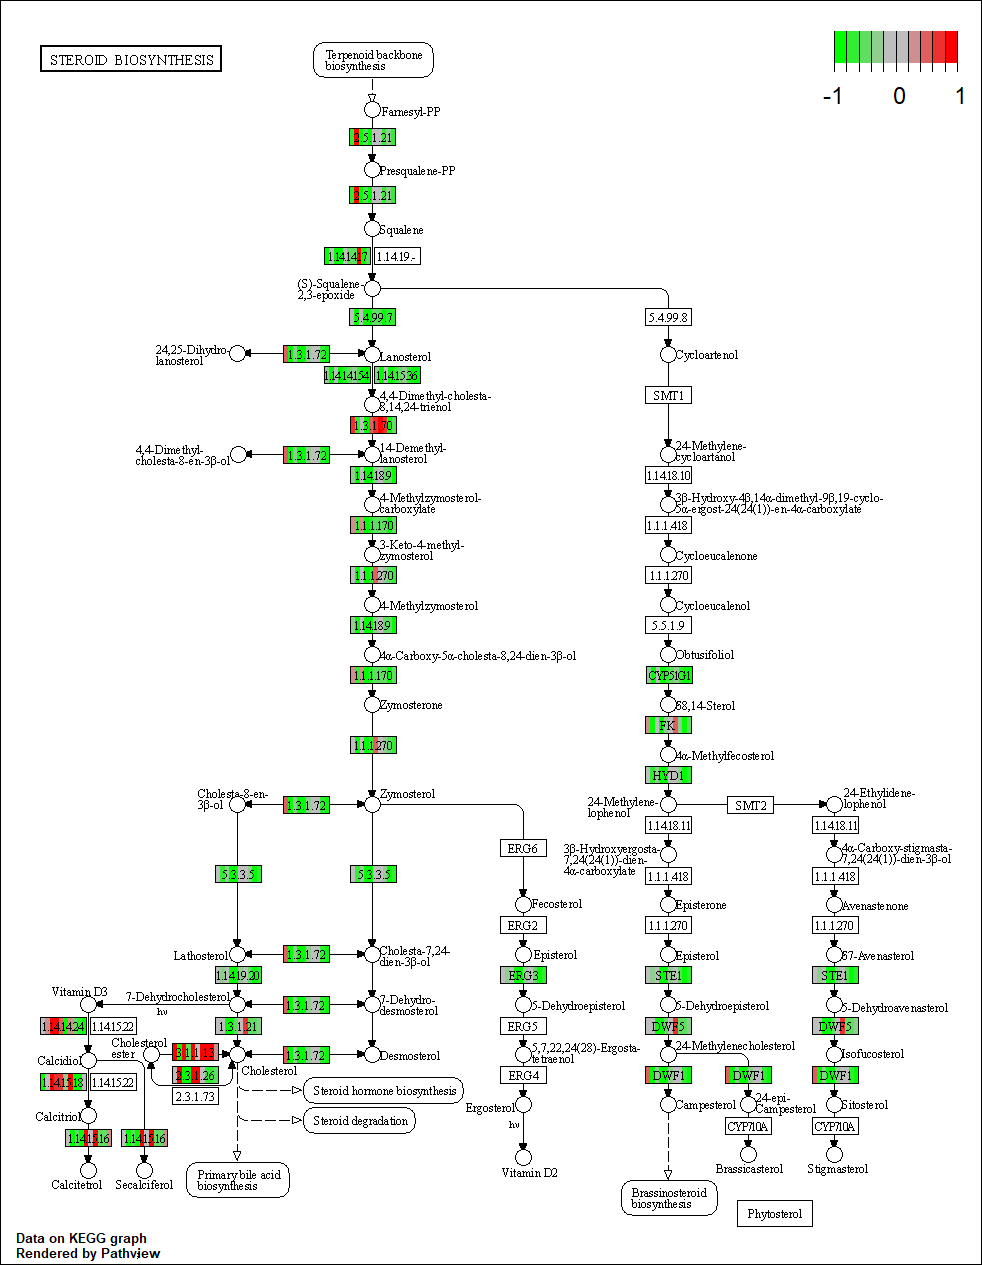 STEROID BIOSYNTHESIS
Terpenoid backbone
biosynthesis
-1 0 1
Farnesyl-PP
2.5.1.21
Presqualene-PP
2.5.1.21
Squalene
1.14.14.17 1.14.19.-
(S)-Squalene-
2,3-epoxide
5.4.99.7
5.4.99.8
24,25-Dihydro-
lanosterol
1.3.1.72
Lanosterol
Cycloartenol
1.14.14.154 1.14.15.36
4,4-Dimethyl-cholesta-
8,14,24-trienol
SMT1
1.3.1.70
4,4-Dimethyl-
cholesta-8-en-3β-ol
1.3.1.72
14-Demethyl-
lanosterol
24-Methylene-
cycloartanol
1.14.18.9
1.14.18.10
4-Methylzymosterol-
carboxylate
3β-Hydroxy-4β,14α-dimethyl-9β,19-cyclo-
5α-ergost-24(24(1))-en-4α-carboxylate
1.1.1.170
1.1.1.418
3-Keto-4-methyl-
zymosterol
Cycloeucalenone
1.1.1.270
1.1.1.270
4-Methylzymosterol
Cycloeucalenol
1.14.18.9
5.5.1.9
4α-Carboxy-5α-cholesta-8,24-dien-3β-ol
Obtusifoliol
1.1.1.170
CYP51G1
Zymosterone
δ8,14-Sterol
FK
1.1.1.270
4α-Methylfecosterol
HYD1
Cholesta-8-en-
3β-ol
1.3.1.72
Zymosterol
24-Methylene-
lophenol
SMT2
24-Ethylidene-
lophenol
1.14.18.11
1.14.18.11
ERG6
3β-Hydroxyergosta-
7,24(24(1))-dien-
4α-carboxylate
4α-Carboxy-stigmasta-
7,24(24(1))-dien-3β-ol
5.3.3.5
5.3.3.5
1.1.1.418
1.1.1.418
Fecosterol
Episterone
Avenastenone
ERG2
1.1.1.270
1.1.1.270
Lathosterol
1.3.1.72
Cholesta-7,24-
dien-3β-ol
Episterol
Episterol
δ7-Avenasterol
1.14.19.20
ERG3
STE1
STE1
Vitamin D3
7-Dehydrocholesterol
hν
1.3.1.72
7-Dehydro-
desmosterol
5-Dehydroepisterol
5-Dehydroepisterol
5-Dehydroavenasterol
1.14.14.24 1.14.15.22
1.3.1.21
ERG5
DWF5
DWF5
Calcidiol
Cholesterol
ester
3.1.1.13
Cholesterol
1.3.1.72
Desmosterol
5,7,22,24(28)-Ergosta-
tetraenol
24-Methylenecholesterol
Isofucosterol
1.14.15.18 1.14.15.22
2.3.1.26
ERG4
DWF1
DWF1
DWF1
2.3.1.73
Steroid hormone biosynthesis
Calcitriol
Ergosterol
Campesterol
24-epi-
Campesterol
Sitosterol
Steroid degradation
hν
CYP710A
CYP710A
1.14.15.16
1.14.15.16
Calcitetrol
Secalciferol
Primary bile acid
biosynthesis
Vitamin D2
Brassicasterol
Stigmasterol
Brassinosteroid
biosynthesis
Phytosterol
Data on KEGG graph
Rendered by Pathview